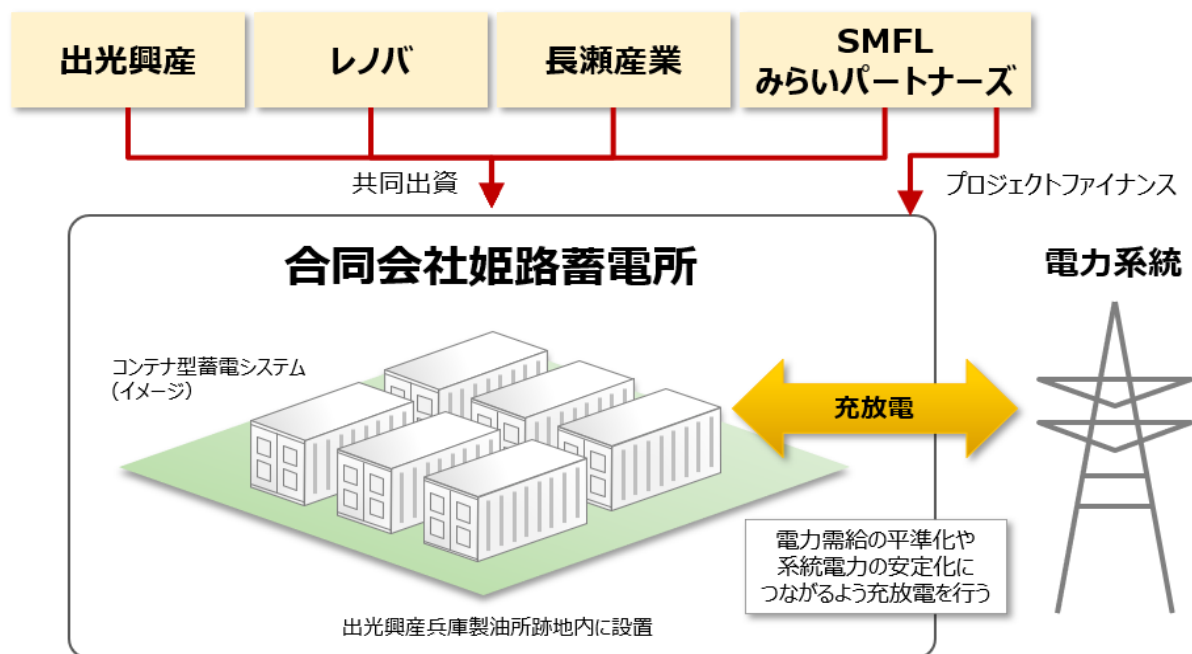 出光興産
レノバ
長瀬産業
SMFL
みらいパートナーズ
共同出資
プロジェクトファイナンス
合同会社姫路蓄電所
電力系統
コンテナ型蓄電システム
（イメージ）
充放電
電力需給の平準化や
系統電力の安定化に
つながるよう充放電を行う
出光興産兵庫製油所跡地内に設置